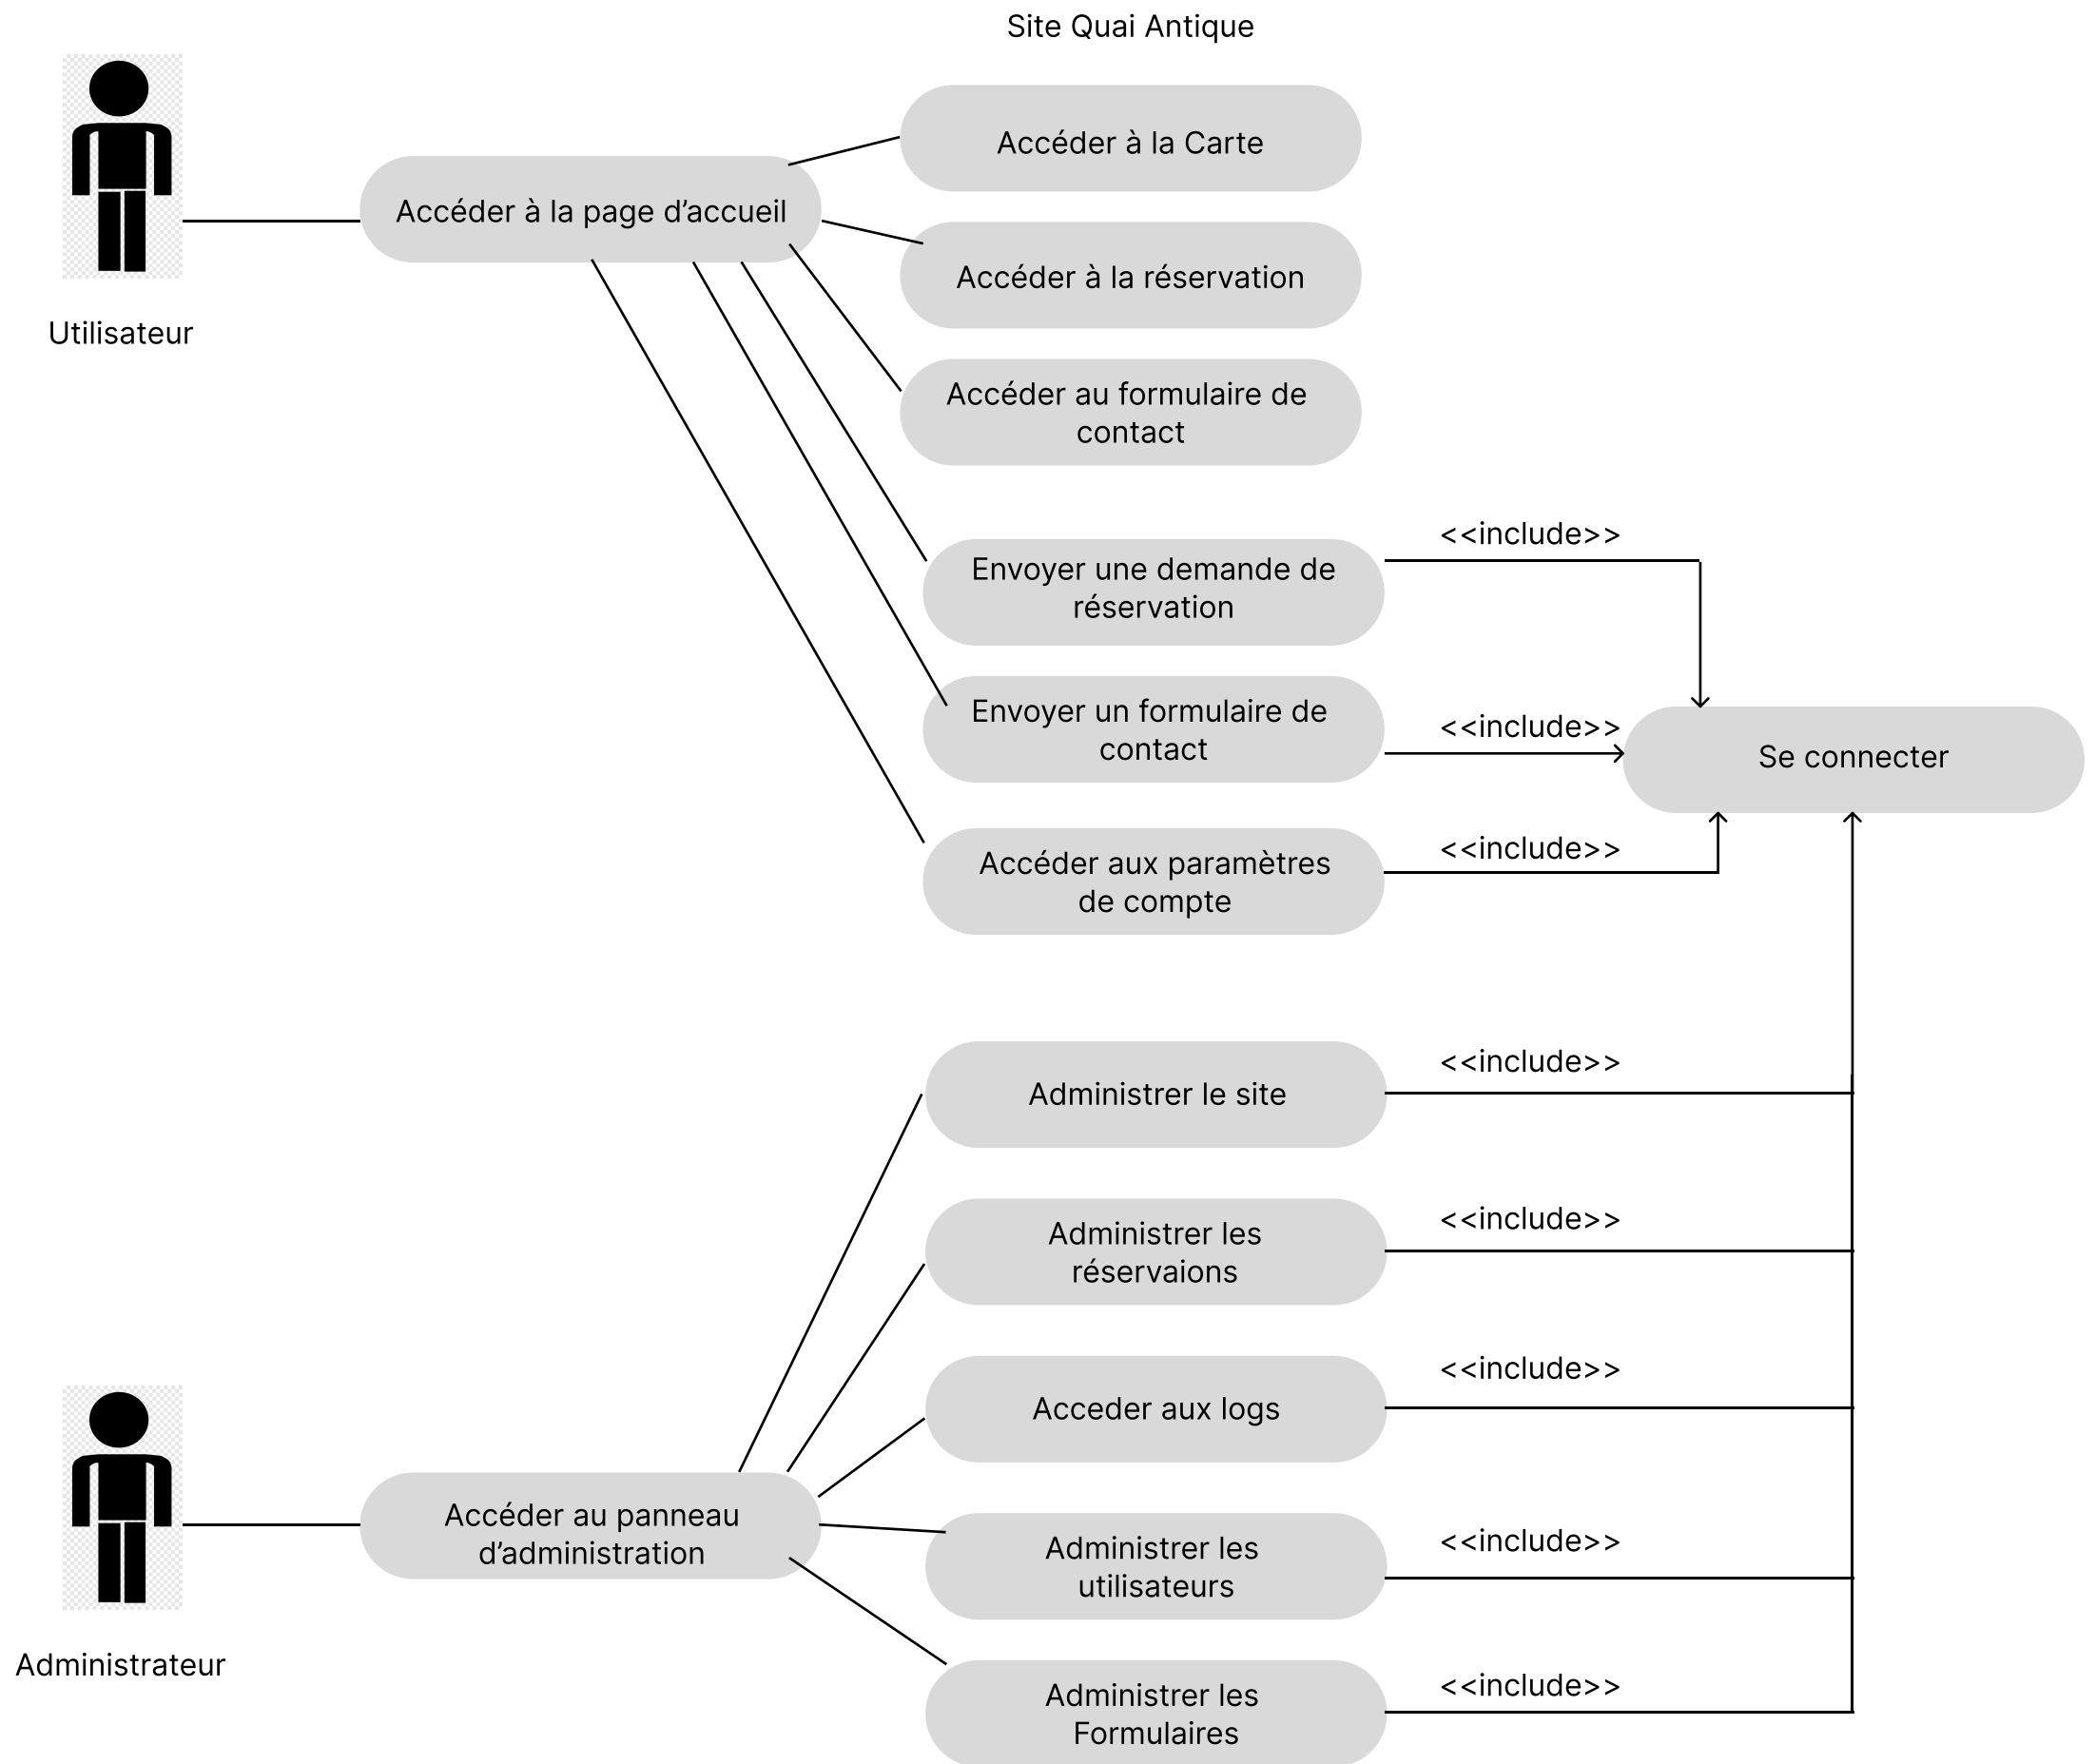 Site Quai Antique
Utilisateur
Accéder à la page d’accueil
Accéder à la Carte
Accéder à la réservation
Accéder au formulaire de
contact
Envoyer une demande de
réservation
<<include>>
Envoyer un formulaire de
contact
<<include>>
Accéder aux paramètres
de compte
<<include>>
Se connecter
Administrateur
Accéder au panneau
d’administration
Administrer le site
<<include>>
Administrer les
réservaions
<<include>>
Acceder aux logs
<<include>>
Administrer les
utilisateurs
<<include>>
Administrer les
Formulaires
<<include>>